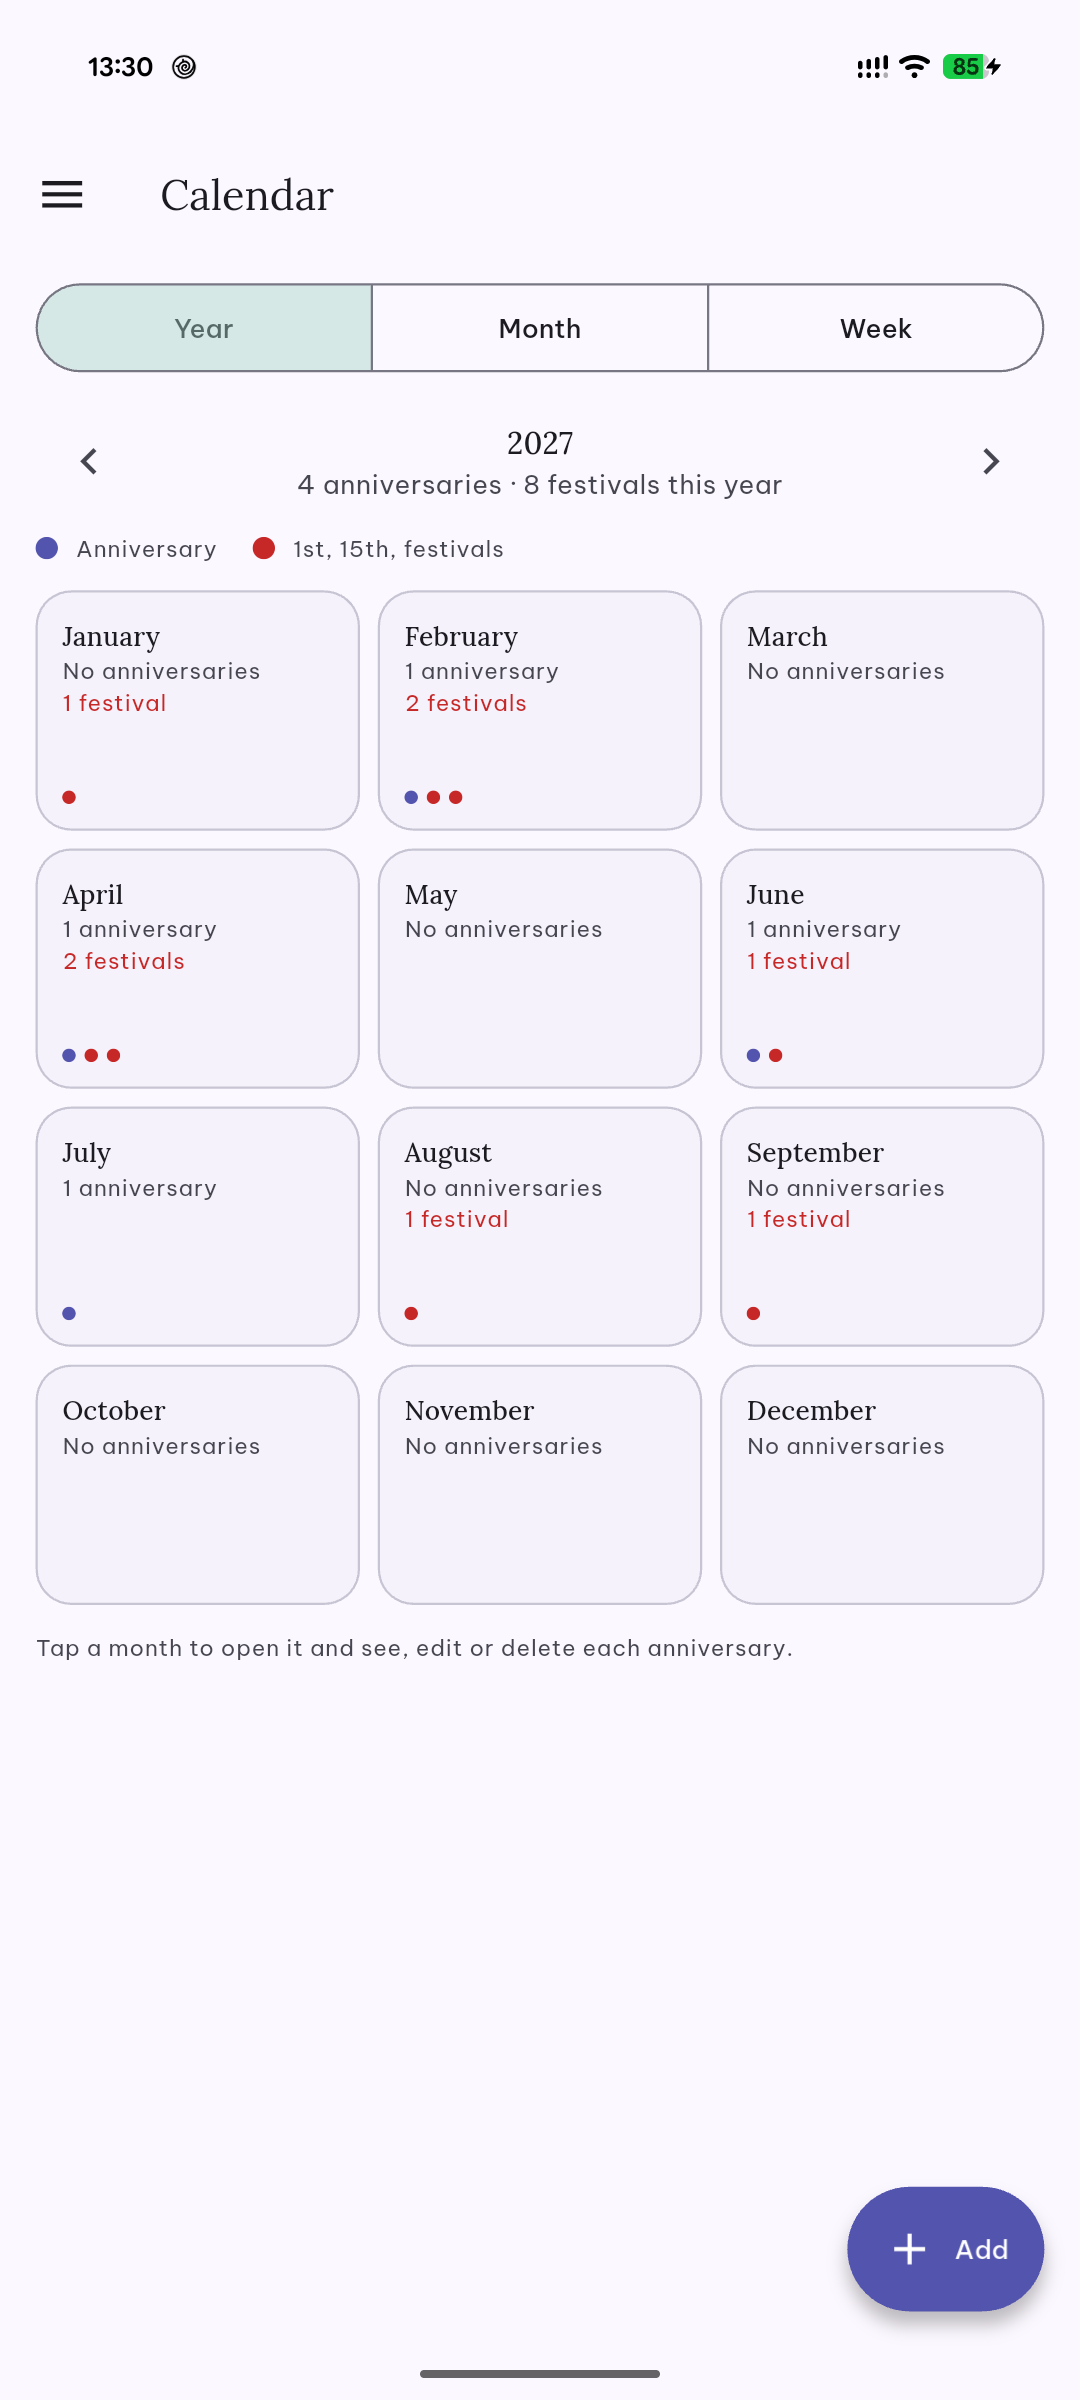 13:30
85
Calendar
Year
Month
Week
2027
4 anniversaries · 8 festivals this year
Anniversary
1st, 15th, festivals
January
No anniversaries
1 festival
February
1 anniversary
2 festivals
March
No anniversaries
April
1 anniversary
2 festivals
May
No anniversaries
June
1 anniversary
1 festival
July
1 anniversary
August
No anniversaries
1 festival
September
No anniversaries
1 festival
October
No anniversaries
November
No anniversaries
December
No anniversaries
Tap a month to open it and see, edit or delete each anniversary.
Add